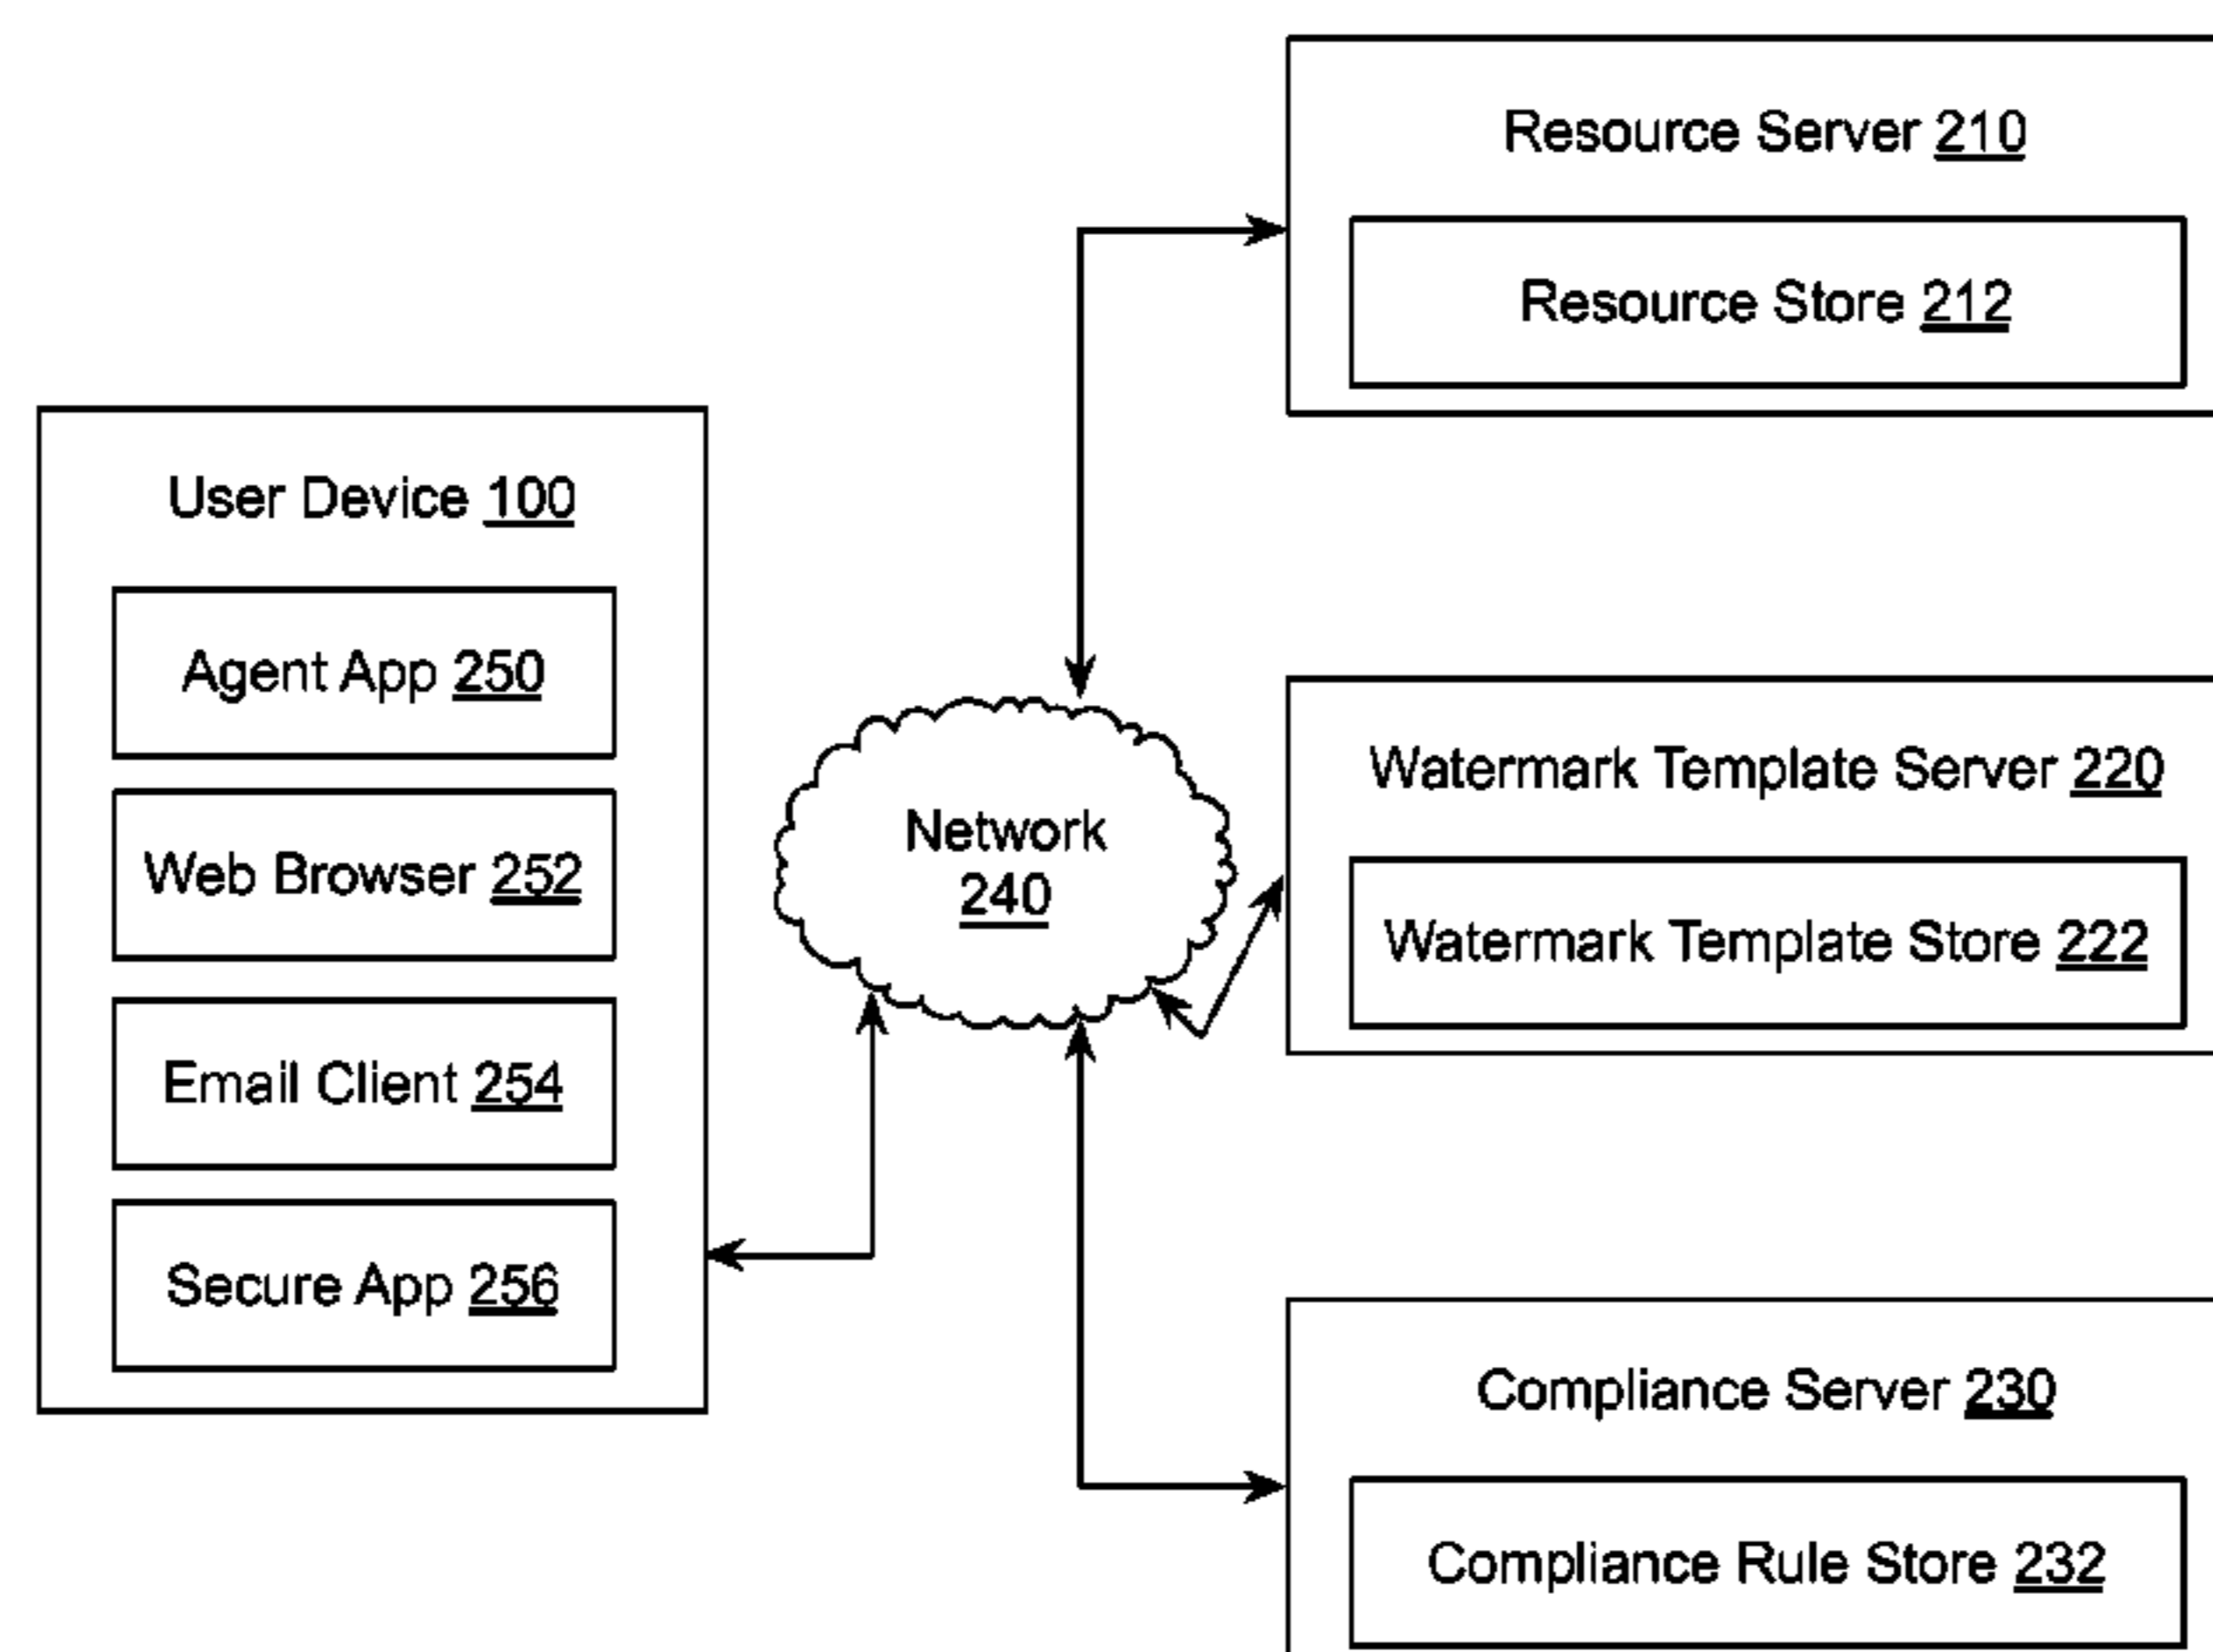 Resource Server 210
Resource Store 212
User Device 100
Agent App 250
Web Browser 252
Email Client 254
Secure App 256
Network
240
Watermark Template Server 220
Watermark Template Store 222
Compliance Server 230
Compliance Rule Store 232